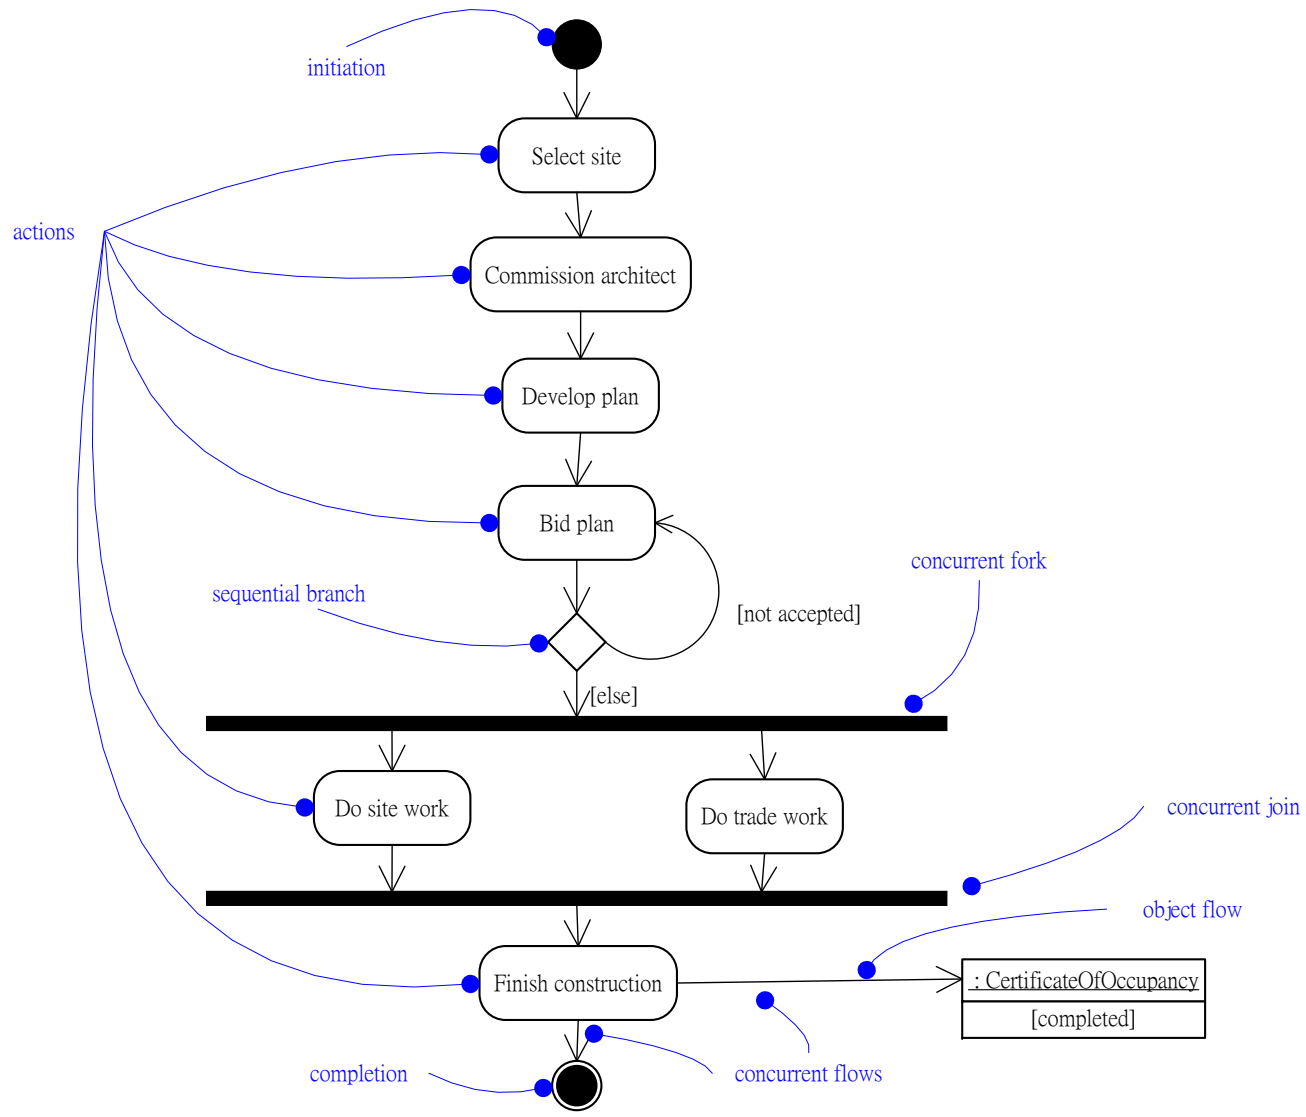 initiation
Select site
actions
Commission architect
Develop plan
Bid plan
concurrent fork
sequential branch
[not accepted]
[else]
Do site work
Do trade work
concurrent join
object flow
Finish construction
: CertificateOfOccupancy
[completed]
completion
concurrent flows